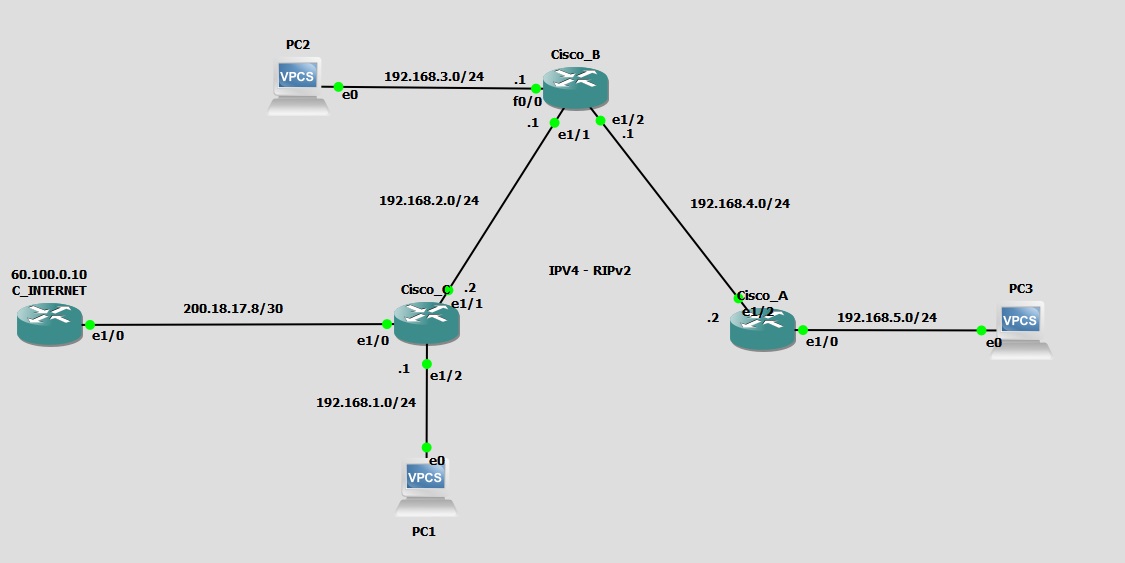 PC2
VPCS
e0
192.168.3.0/24
.1
f0/0
Cisco_B
.1
e1/1
e1/2
.1
192.168.2.0/24
192.168.4.0/24
IPV4 - RIPv2
60.100.0.10
C_INTERNET
e1/0
200.18.17.8/30
e1/0
Cisco_C
.2
e1/1
.1
e1/2
192.168.1.0/24
e0
VPCS
PC1
Cisco_A
e1/2
.2
e1/0
192.168.5.0/24
PC3
VPCS
e0